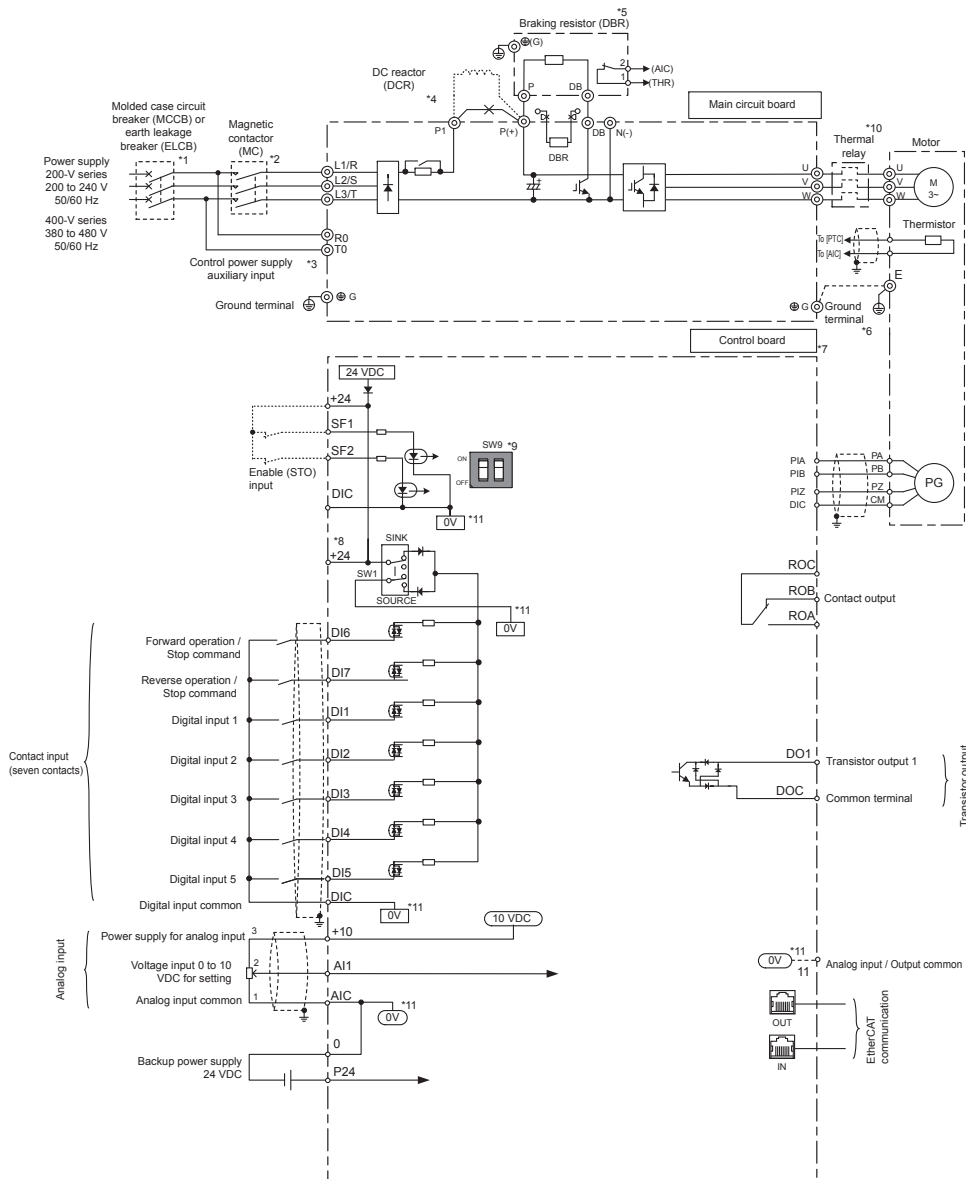 *5
Braking resistor (DBR)
(G)
2
(AIC)
1
(THR)
P
DB
DC reactor
(DCR)
*4
Main circuit board
Molded case circuit
breaker (MCCB) or
earth leakage
breaker (ELCB)
*1
Magnetic
contactor
(MC)
*2
P1
P(+)
DB
N(-)
DBR
*10
Thermal
relay
Motor
Power supply
200-V series
200 to 240 V
50/60 Hz
400-V series
380 to 480 V
50/60 Hz
L1/R
L2/S
L3/T
+
U
V
W
U
V
W
M
3~
R0
T0
Control power supply
auxiliary input
*3
Thermistor
To [PTC]
To [AIC]
E
Ground terminal
G
G
Ground
terminal
*6
Control board
*7
24 VDC
+24
SF1
SF2
Enable (STO)
input
DIC
SW9
*9
ON
OFF
0V
*11
PIA
PIB
PIZ
DIC
PA
PB
PZ
CM
PG
*8
+24
SINK
SW1
SOURCE
0V
*11
ROC
ROB
ROA
Contact output
Contact input
(seven contacts)
Forward operation /
Stop command
DI6
Reverse operation /
Stop command
DI7
Digital input 1
DI1
Digital input 2
DI2
Digital input 3
DI3
Digital input 4
DI4
Digital input 5
DI5
Digital input common
DIC
0V
*11
DO1
Transistor output 1
DOC
Common terminal
Transistor output
Analog input
Power supply for analog input
3
+10
10 VDC
Voltage input 0 to 10
VDC for setting
2
AI1
Analog input common
1
AIC
0V
*11
0V
*11
11
Analog input / Output common
OUT
IN
EtherCAT
communication
0
Backup power supply
24 VDC
P24